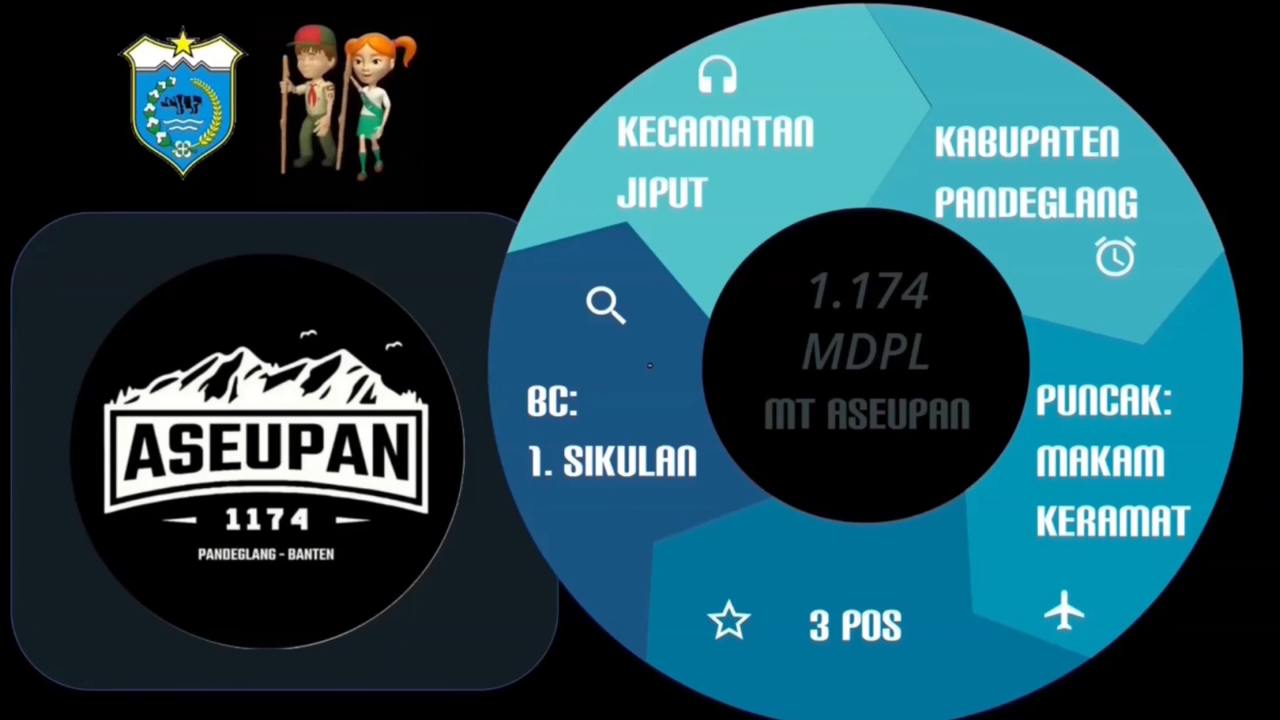 KECAMATAN
JIPUT
KABUPATEN
PANDEGLANG
1.174
MDPL
MT ASEUPAN
BC:
1. SIKULAN
PUNCAK:
MAKAM
KERAMAT
3 POS
ASEUPAN
1174
PANDEGLANG - BANTEN